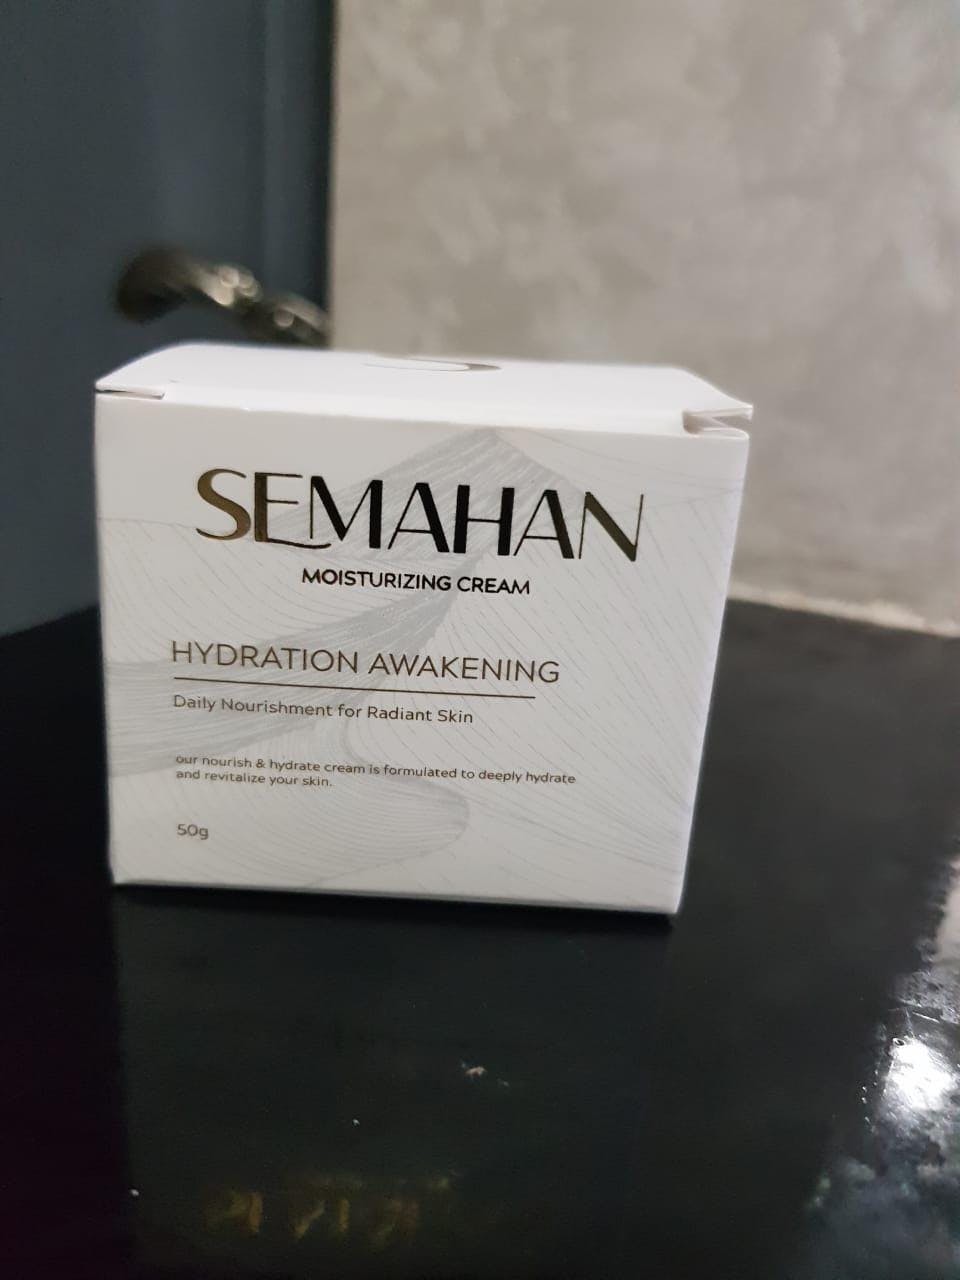 SEMAHAN
MOISTURIZING CREAM
HYDRATION AWAKENING
Daily Nourishment for Radiant Skin
our nourish & hydrate cream is formulated to deeply hydrate
and revitalize your skin.
50g